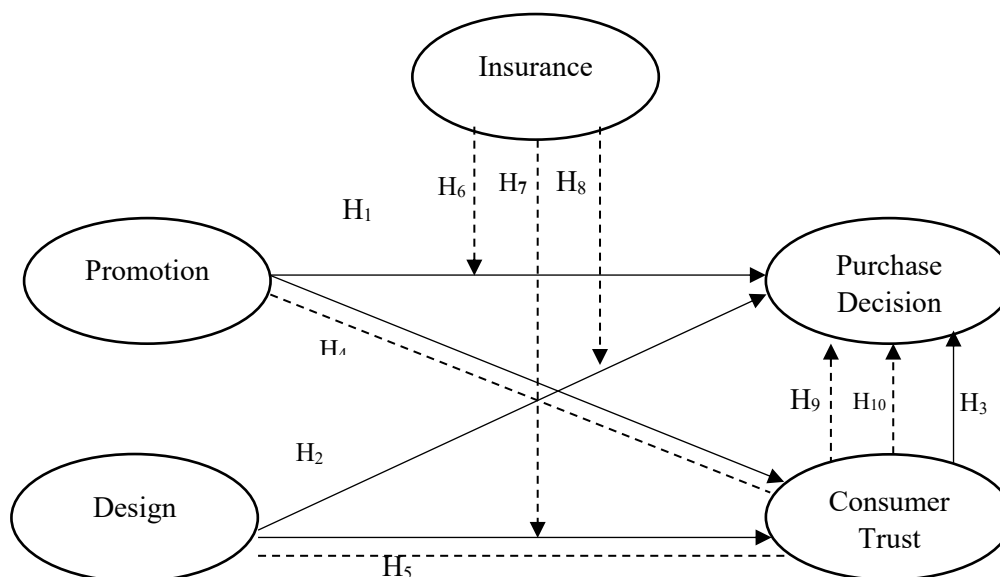 Insurance
H₆
H₇
H₈
H₁
Promotion
Purchase
Decision
H₄
H₉
H₁₀
H₃
H₂
Design
Consumer
Trust
H₅